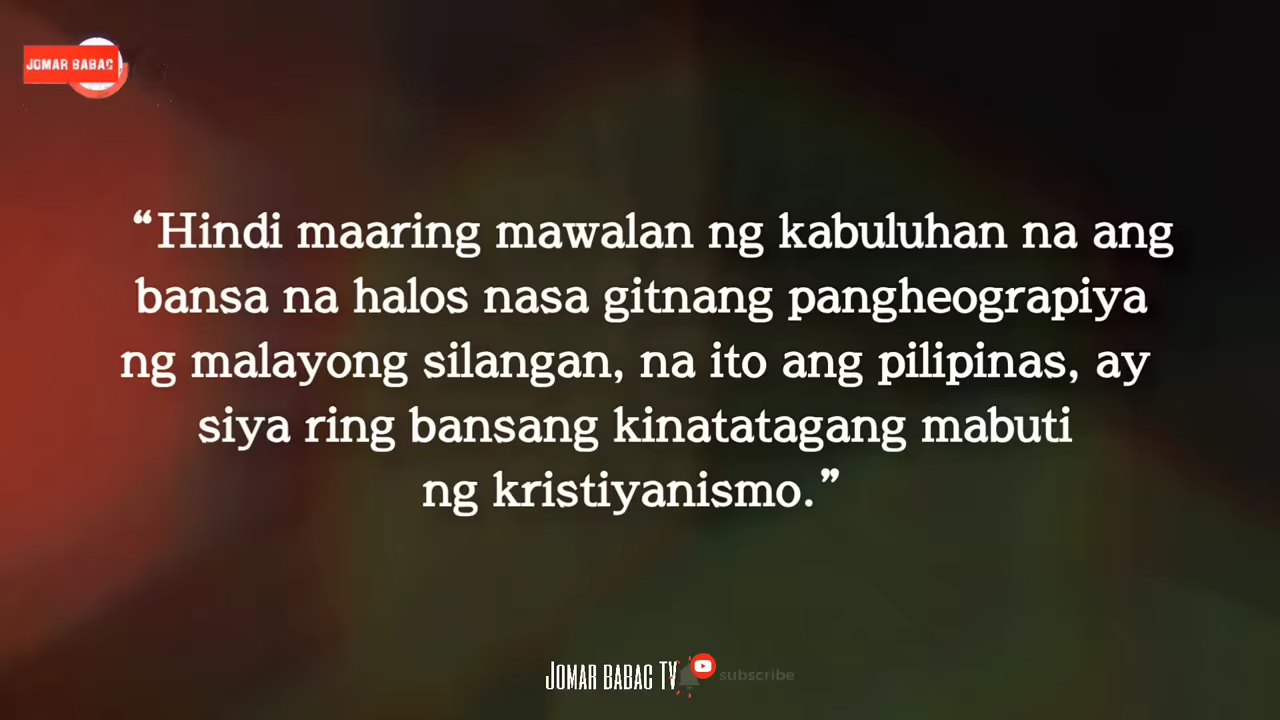 JOMAR BABAC
“Hindi maaring mawalan ng kabuluhan na ang
bansa na halos nasa gitnang pangheograpiya
ng malayong silangan, na ito ang pilipinas, ay
siya ring bansang kinatatagang mabuti
ng kristiyanismo.”
JOMAR BABAC TV subscribe